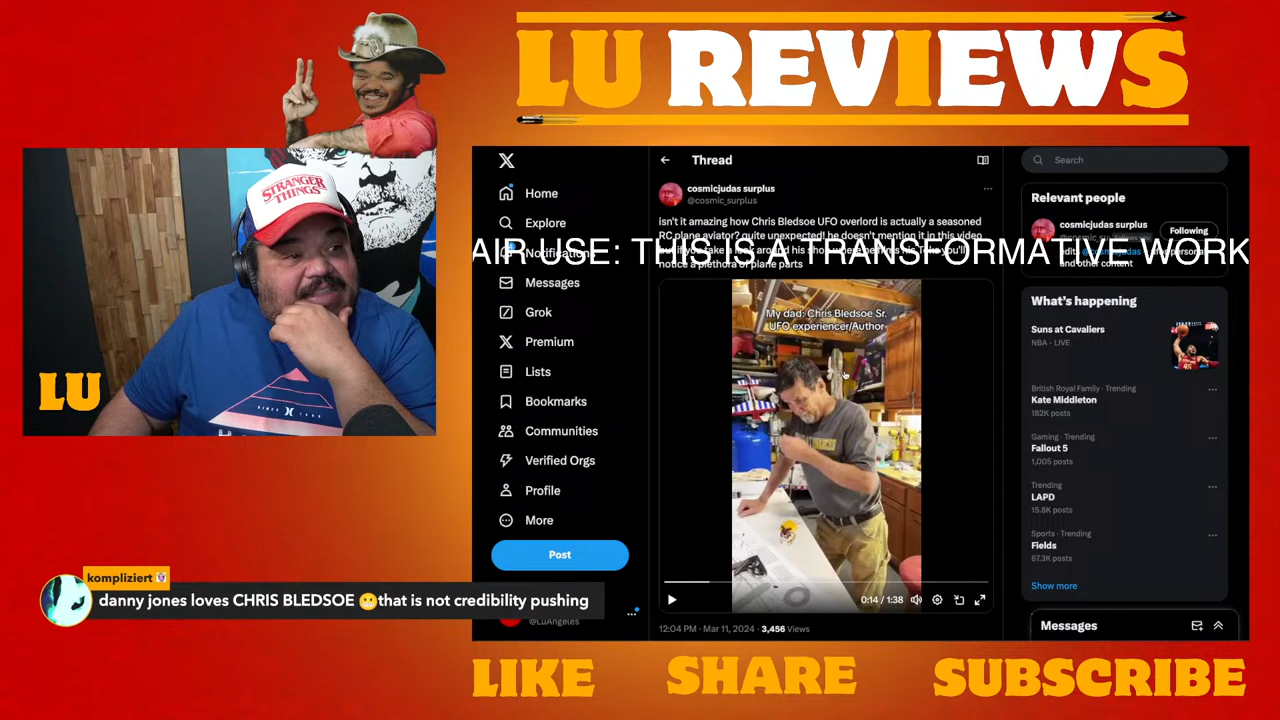 LU REVIEWS
STRANGER
THINGS
SINCE
LU
Home
Explore
Notifications
Messages
Grok
Premium
Lists
Bookmarks
Communities
Verified Orgs
Profile
More
Post
@LuAngeles
Thread
cosmicjudas surplus
@cosmic_surplus
isn't it amazing how Chris Bledsoe UFO overlord is actually a seasoned
RC plane aviator? quite unexpected! he doesn't mention it in this video
notice a plethora of plane parts
AIR USE: THIS IS A TRANSFORMATIVE WORK
My dad: Chris Bledsoe Sr.
UFO experiencer/Author
0:14 / 1:38
12:04 PM · Mar 11, 2024 · 3,456 Views
Search
Relevant people
cosmicjudas surplus
Following
and other content
What's happening
Suns at Cavaliers
NBA - LIVE
British Royal Family · Trending
Kate Middleton
182K posts
Gaming · Trending
Fallout 5
1,005 posts
Trending
LAPD
15.8K posts
Sports · Trending
Fields
67.3K posts
Show more
Messages
kompliziert
danny jones loves CHRIS BLEDSOE 😬that is not credibility pushing
LIKE SHARE SUBSCRIBE